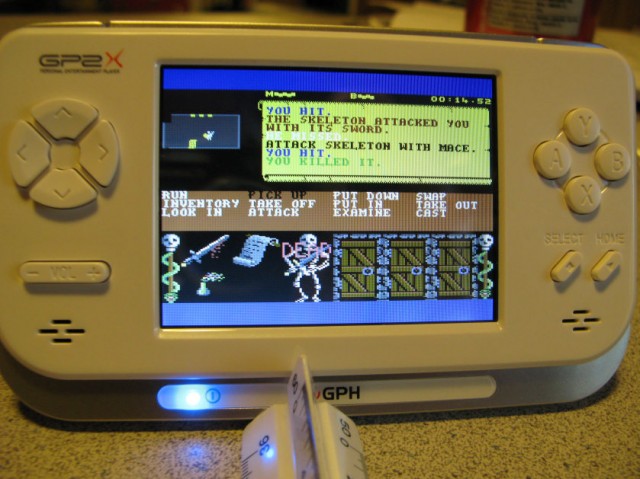 GP2X
PERSONAL ENTERTAINMENT PLAYER
00:14.52
YOU HIT.
THE SKELETON ATTACKED YOU
WITH ITS SWORD.
HE MISSED.
ATTACK SKELETON WITH MACE.
YOU HIT.
YOU KILLED IT.
RUN PICK UP PUT DOWN SWAP
INVENTORY TAKE OFF PUT IN TAKE OUT
LOOK IN ATTACK EXAMINE CAST
DEAD
Y
A B
X
SELECT HOME
- VOL +
GPH